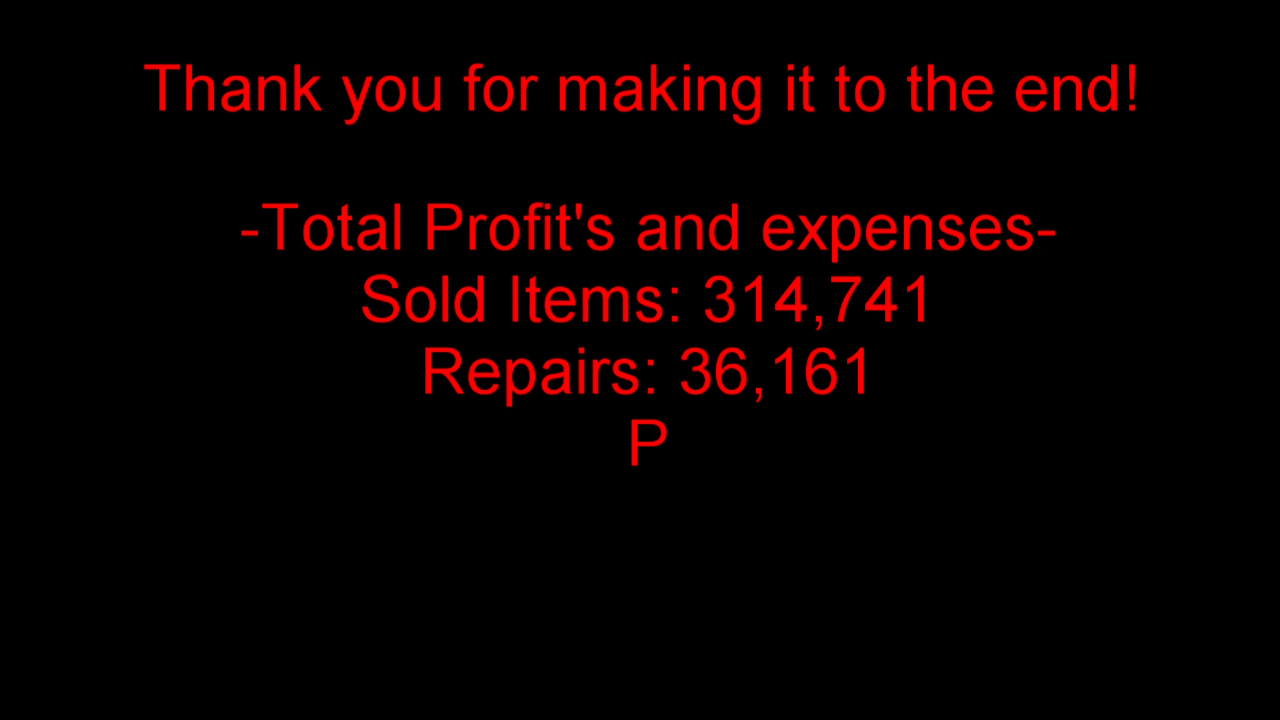 Thank you for making it to the end!
-Total Profit's and expenses-
Sold Items: 314,741
Repairs: 36,161
P